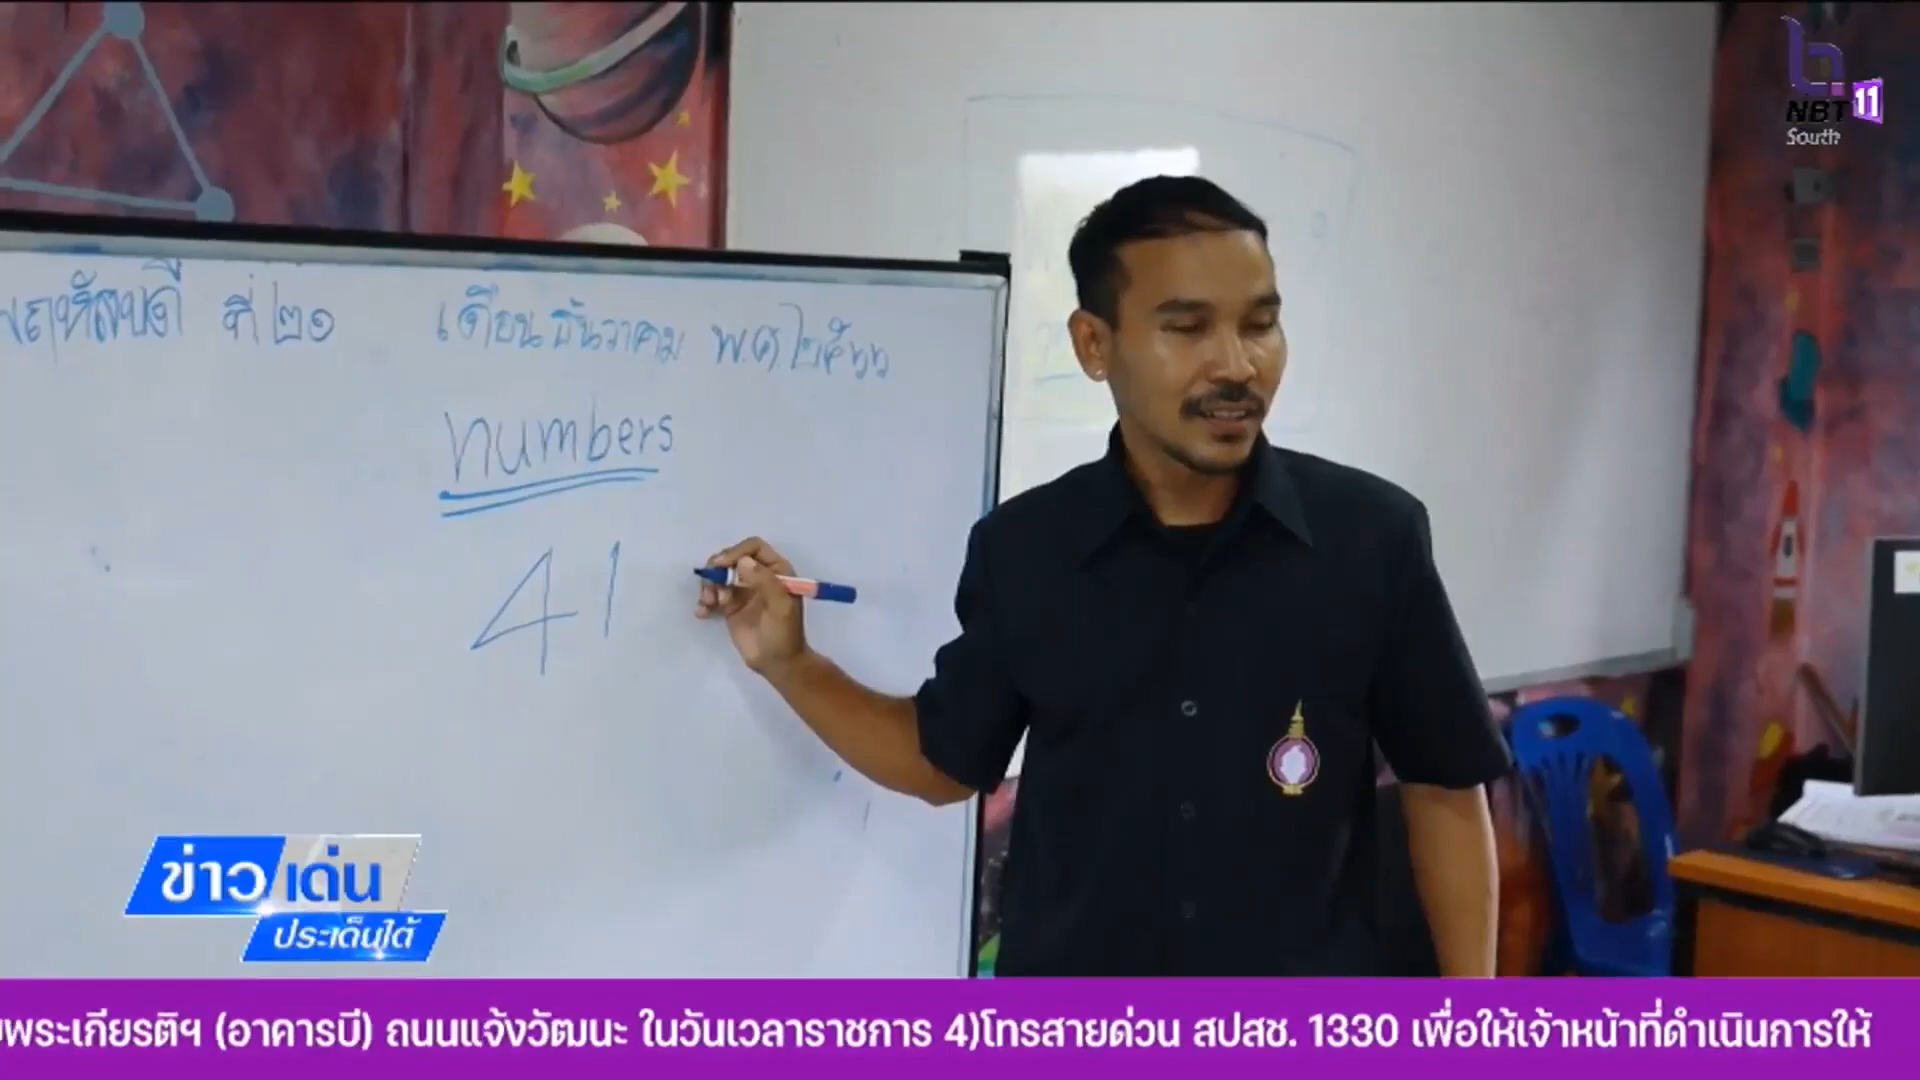 NBT 11
South
พฤหัสบดี ที่ ๒๑ เดือน ธันวาคม พ.ศ. ๒๕๖๖
numbers
41
ข่าวเด่น
ประเด็นใต้
พระเกียรติฯ (อาคารบี) ถนนแจ้งวัฒนะ ในวันเวลาราชการ 4)โทรสายด่วน สปสช. 1330 เพื่อให้เจ้าหน้าที่ดำเนินการให้